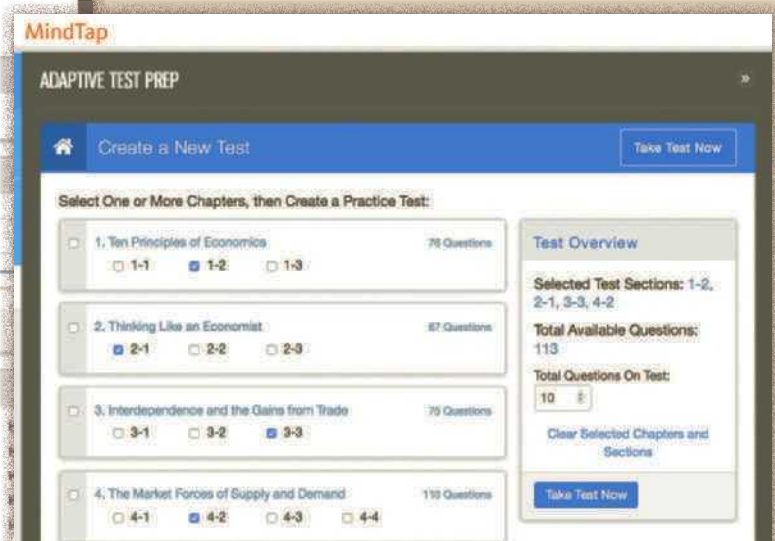 MindTap
ADAPTIVE TEST PREP »
Create a New Test
Take Test Now
Select One or More Chapters, then Create a Practice Test:
1. Ten Principles of Economics 76 Questions
1-1 1-2 1-3
2. Thinking Like an Economist 67 Questions
2-1 2-2 2-3
3. Interdependence and the Gains from Trade 75 Questions
3-1 3-2 3-3
4. The Market Forces of Supply and Demand 110 Questions
4-1 4-2 4-3 4-4
Test Overview
Selected Test Sections: 1-2,
2-1, 3-3, 4-2
Total Available Questions:
113
Total Questions On Test:
10
Clear Selected Chapters and
Sections
Take Test Now